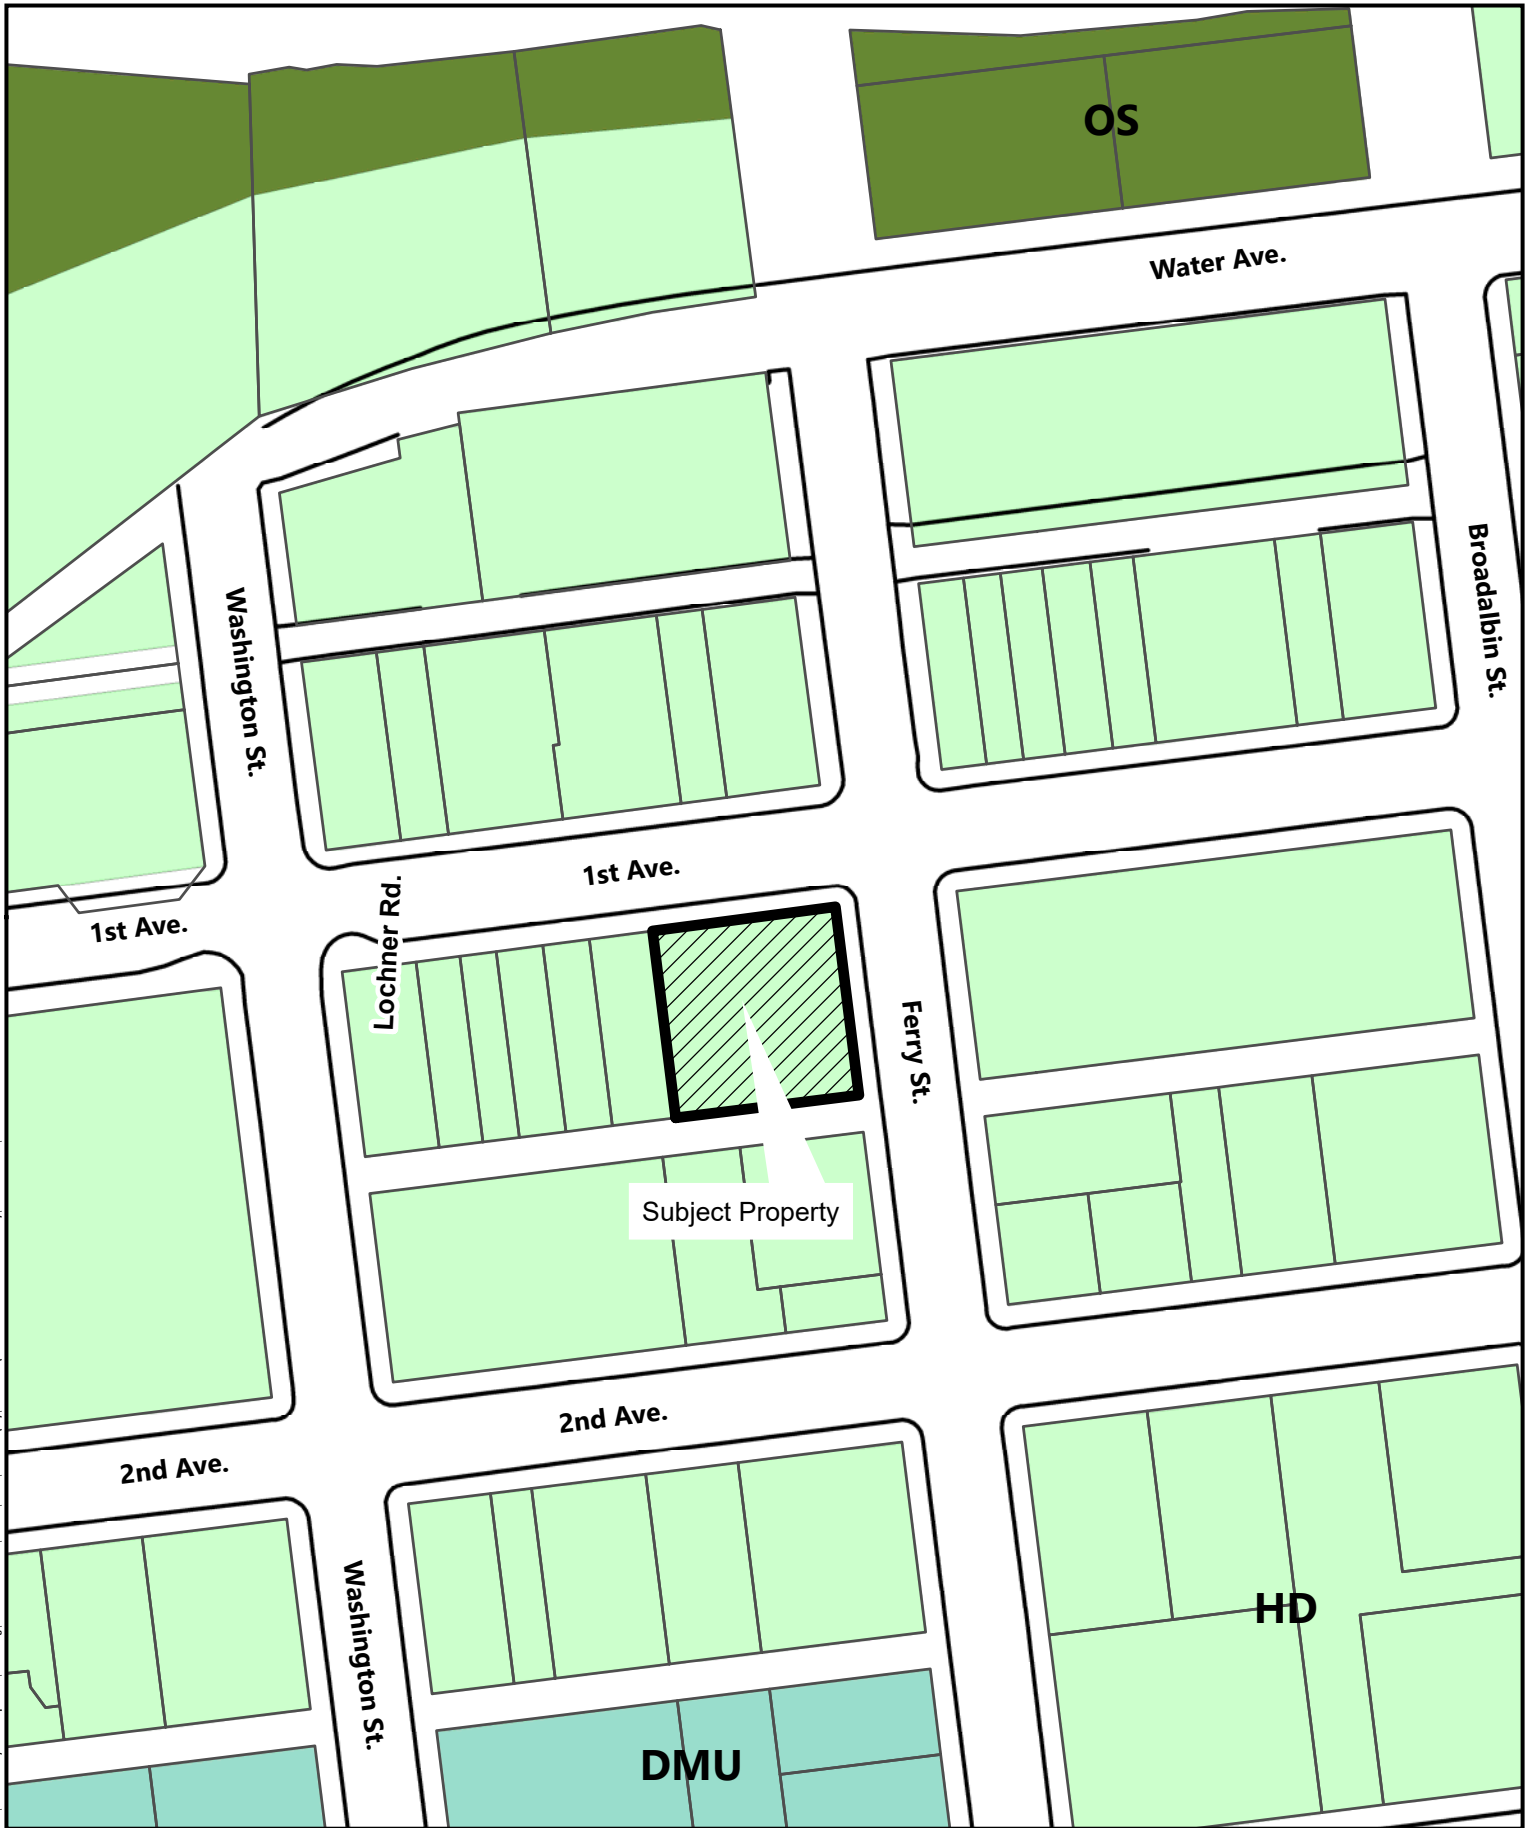 OS
Water Ave.
Broadalbin St.
Washington St.
1st Ave.
Lochner Rd.
1st Ave.
Ferry St.
Subject Property
2nd Ave.
2nd Ave.
Washington St.
HD
DMU